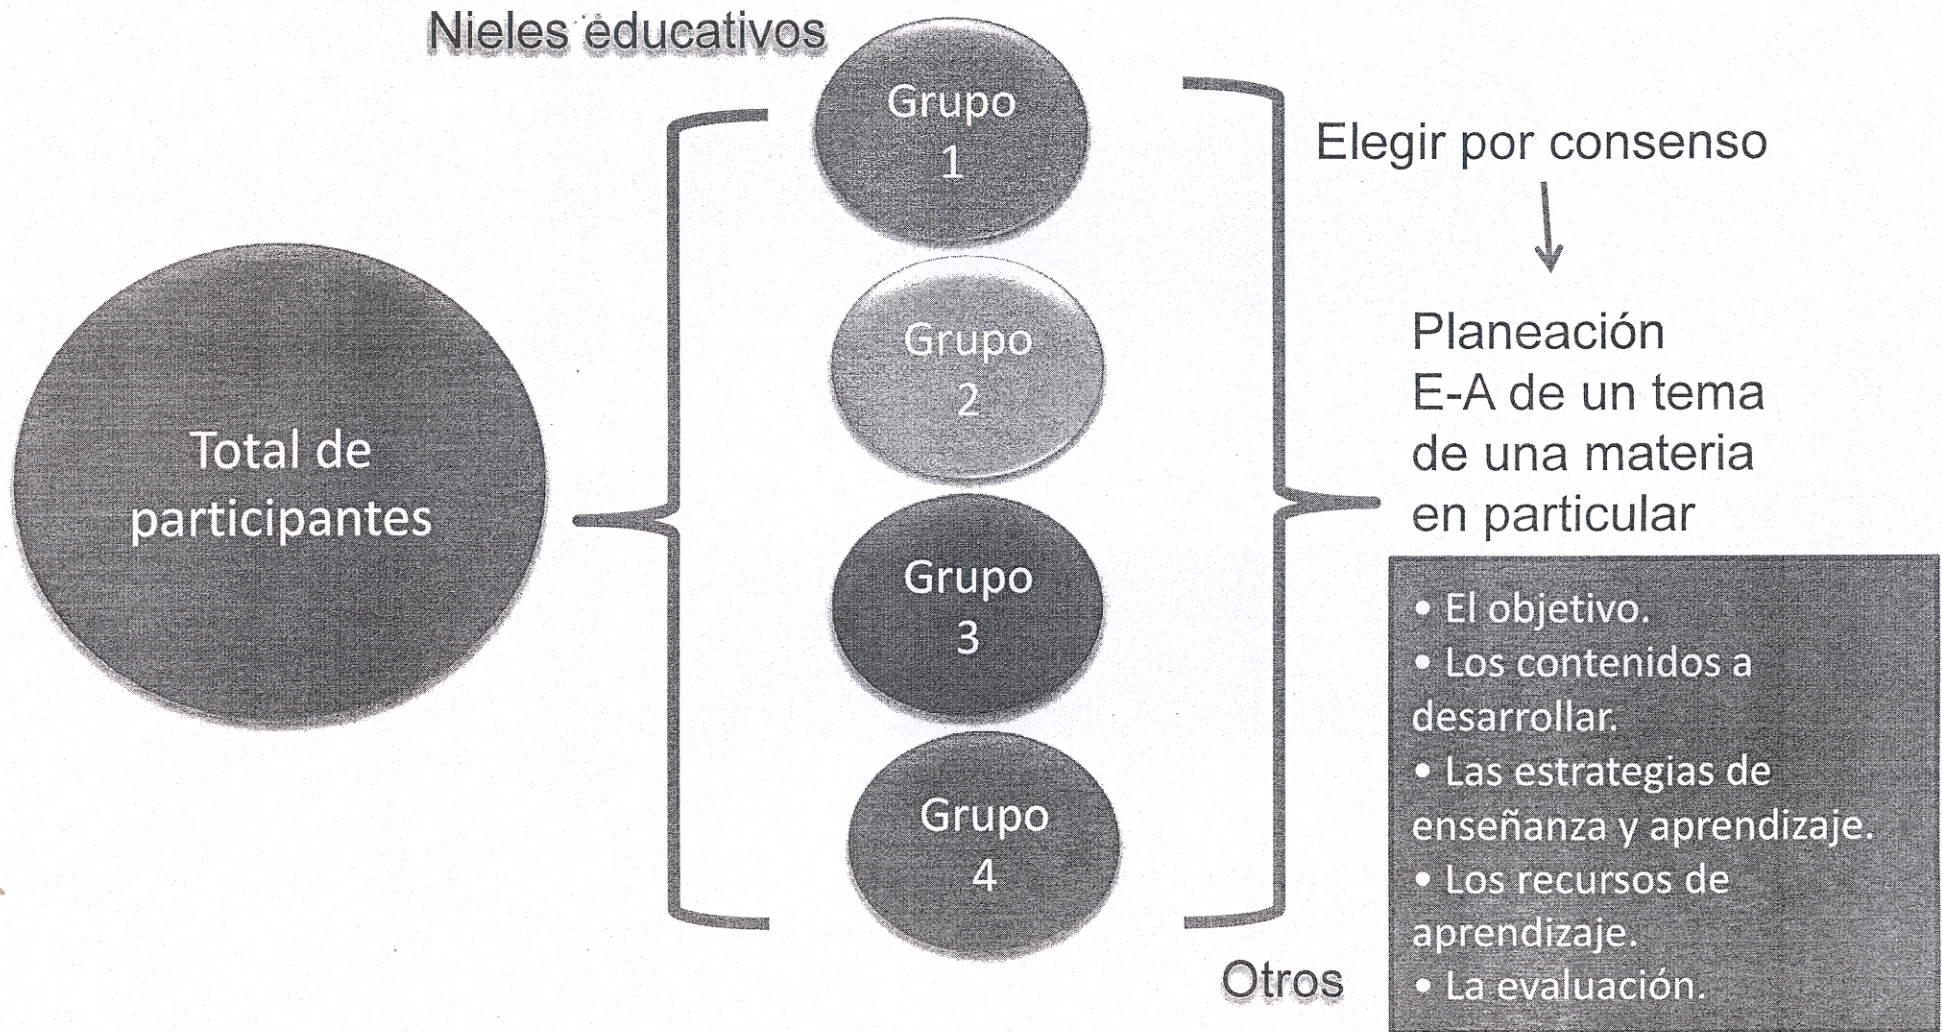 Nieles educativos
Total de
participantes
Grupo
1
Grupo
2
Grupo
3
Grupo
4
Otros
Elegir por consenso
Planeación
E-A de un tema
de una materia
en particular
• El objetivo.
• Los contenidos a
desarrollar.
• Las estrategias de
enseñanza y aprendizaje.
• Los recursos de
aprendizaje.
• La evaluación.